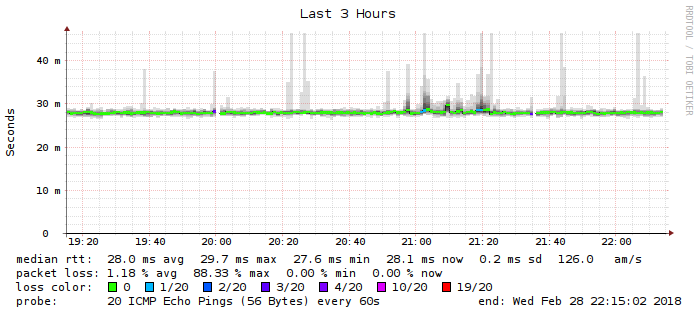 Last 3 Hours
RRDTOOL / TOBI OETIKER
Seconds
40 m
30 m
20 m
10 m
0
19:20 19:40 20:00 20:20 20:40 21:00 21:20 21:40 22:00
median rtt: 28.0 ms avg 29.7 ms max 27.6 ms min 28.1 ms now 0.2 ms sd 126.0 am/s
packet loss: 1.18 % avg 88.33 % max 0.00 % min 0.00 % now
loss color: 0 1/20 2/20 3/20 4/20 10/20 19/20
probe: 20 ICMP Echo Pings (56 Bytes) every 60s end: Wed Feb 28 22:15:02 2018